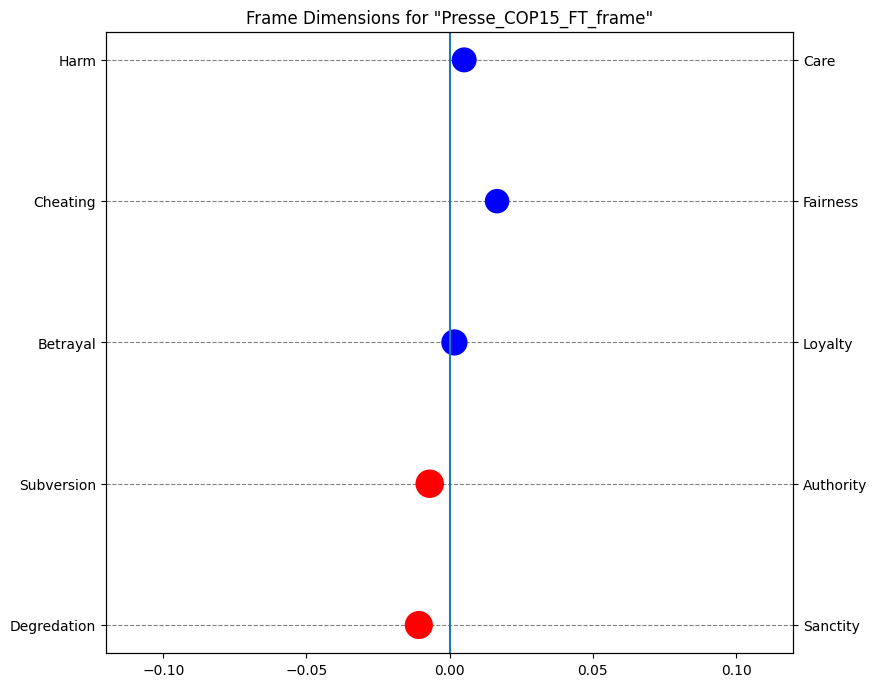 Frame Dimensions for "Presse_COP15_FT_frame"
Harm
Care
Cheating
Fairness
Betrayal
Loyalty
Subversion
Authority
Degredation
Sanctity
−0.10 −0.05 0.00 0.05 0.10